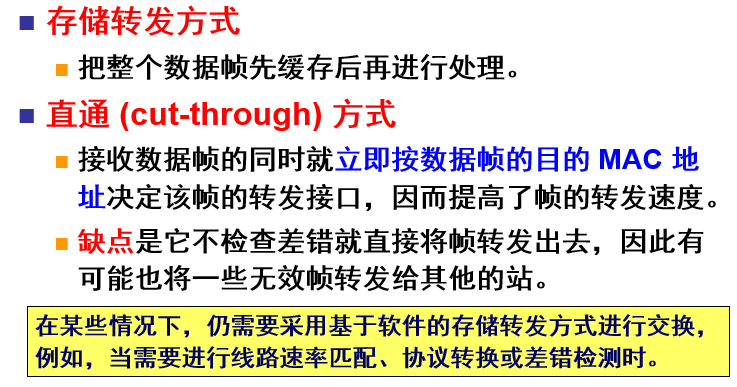 存储转发方式
把整个数据帧先缓存后再进行处理。
直通 (cut-through) 方式
接收数据帧的同时就立即按数据帧的目的 MAC 地
址决定该帧的转发接口，因而提高了帧的转发速度。
缺点是它不检查差错就直接将帧转发出去，因此有
可能也将一些无效帧转发给其他的站。
在某些情况下，仍需要采用基于软件的存储转发方式进行交换，
例如，当需要进行线路速率匹配、协议转换或差错检测时。